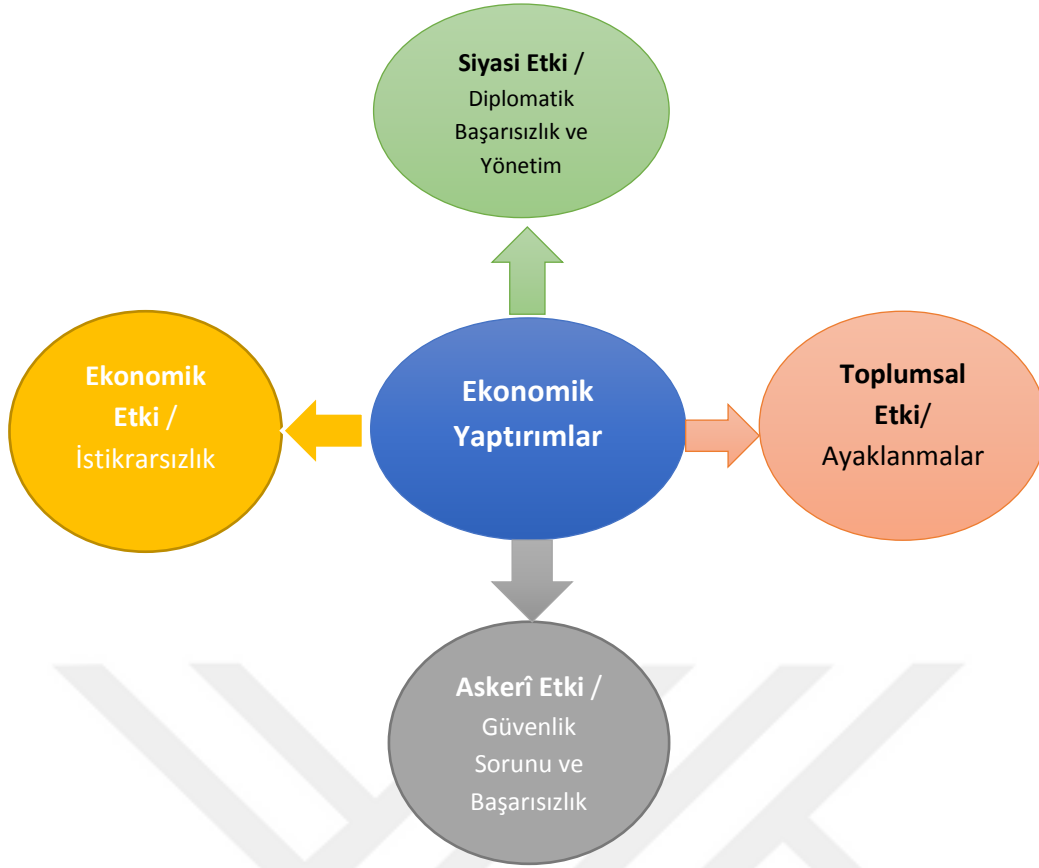 Siyasi Etki /
Diplomatik
Başarısızlık ve
Yönetim
Ekonomik
Etki /
İstikrarsızlık
Ekonomik
Yaptırımlar
Toplumsal
Etki/
Ayaklanmalar
Askerî Etki /
Güvenlik
Sorunu ve
Başarısızlık